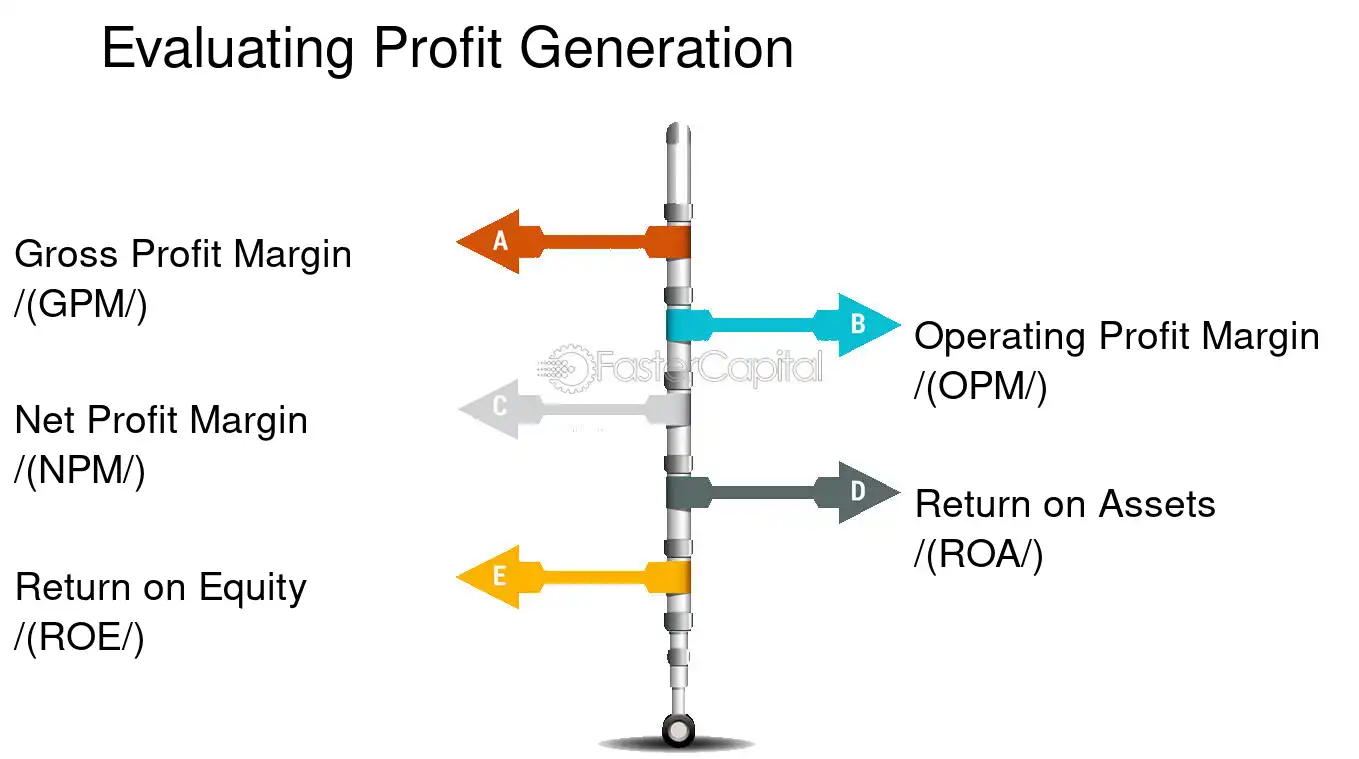 Evaluating Profit Generation
A
Gross Profit Margin
/(GPM/)
B
Operating Profit Margin
/(OPM/)
FasterCapital
C
Net Profit Margin
/(NPM/)
D
Return on Assets
/(ROA/)
E
Return on Equity
/(ROE/)